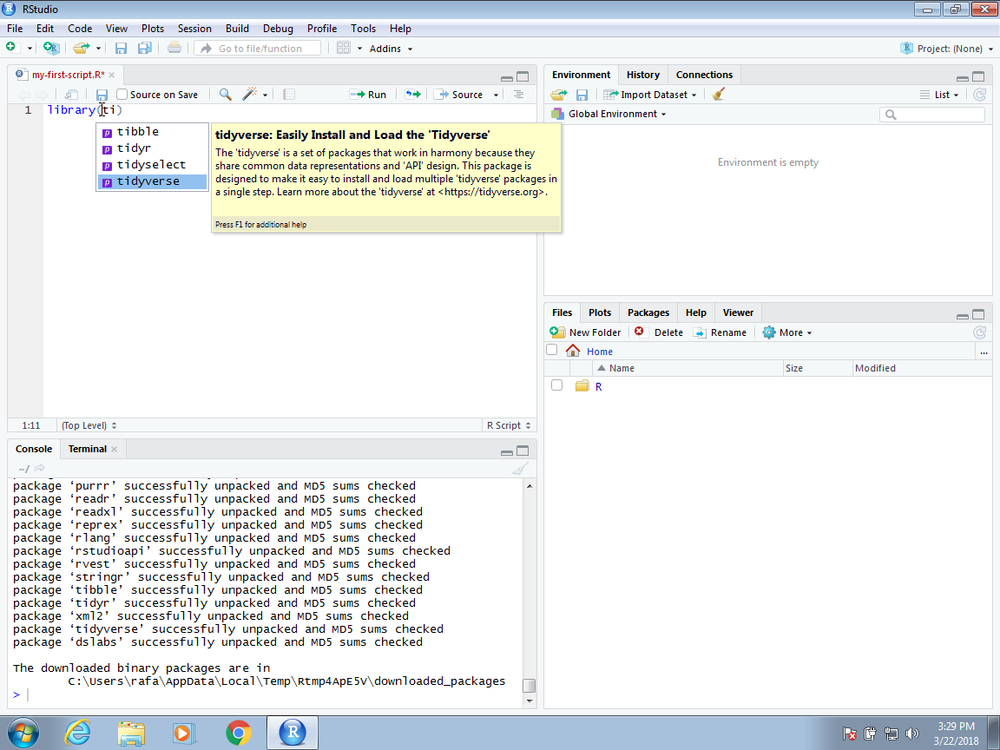 RStudio
File Edit Code View Plots Session Build Debug Profile Tools Help
Go to file/function Addins Project: (None)
my-first-script.R*
Source on Save Run Source
1 library(ti)
tibble
tidyr
tidyselect
tidyverse
tidyverse: Easily Install and Load the 'Tidyverse'
The 'tidyverse' is a set of packages that work in harmony because they
share common data representations and 'API' design. This package is
designed to make it easy to install and load multiple 'tidyverse' packages in
a single step. Learn more about the 'tidyverse' at <https://tidyverse.org>.
Press F1 for additional help
1:11 (Top Level) R Script
Console Terminal
~/
package ‘purrr’ successfully unpacked and MD5 sums checked
package ‘readr’ successfully unpacked and MD5 sums checked
package ‘readxl’ successfully unpacked and MD5 sums checked
package ‘reprex’ successfully unpacked and MD5 sums checked
package ‘rlang’ successfully unpacked and MD5 sums checked
package ‘rstudioapi’ successfully unpacked and MD5 sums checked
package ‘rvest’ successfully unpacked and MD5 sums checked
package ‘stringr’ successfully unpacked and MD5 sums checked
package ‘tibble’ successfully unpacked and MD5 sums checked
package ‘tidyr’ successfully unpacked and MD5 sums checked
package ‘xml2’ successfully unpacked and MD5 sums checked
package ‘tidyverse’ successfully unpacked and MD5 sums checked
package ‘dslabs’ successfully unpacked and MD5 sums checked
The downloaded binary packages are in
C:\Users\rafa\AppData\Local\Temp\Rtmp4ApE5V\downloaded_packages
>
Environment History Connections
Import Dataset List
Global Environment
Environment is empty
Files Plots Packages Help Viewer
New Folder Delete Rename More
Home ...
Name Size Modified
R
3:29 PM
3/22/2018